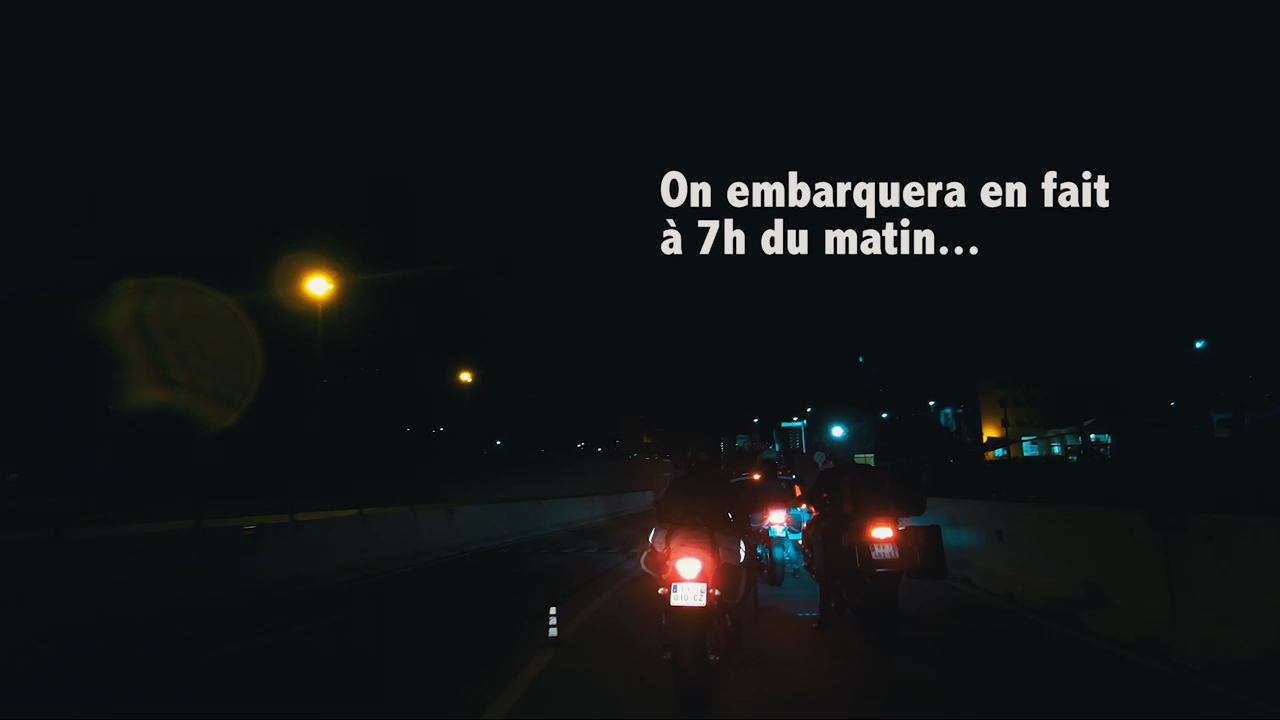 On embarquera en fait
à 7h du matin...